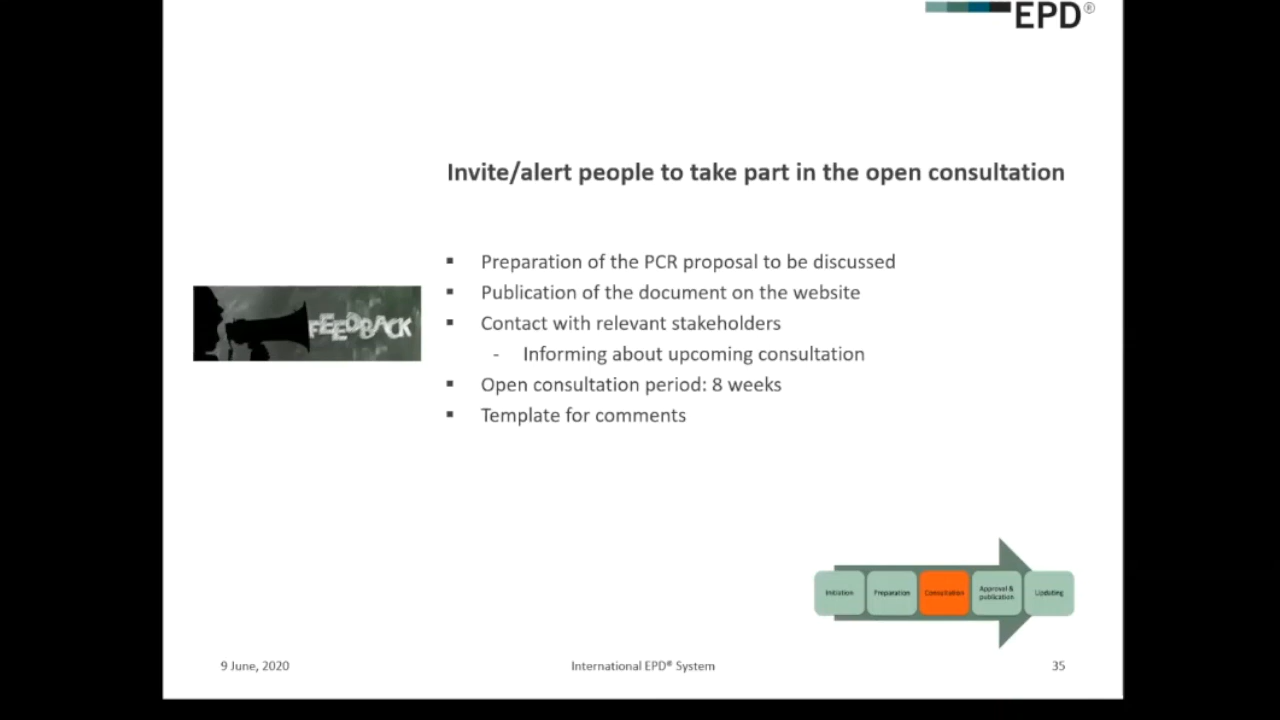 EPD®
Invite/alert people to take part in the open consultation
▪ Preparation of the PCR proposal to be discussed
▪ Publication of the document on the website
▪ Contact with relevant stakeholders
- Informing about upcoming consultation
▪ Open consultation period: 8 weeks
▪ Template for comments
FEEDBACK
Initiation
Preparation
Consultation
Approval &
publication
Updating
9 June, 2020
International EPD® System
35